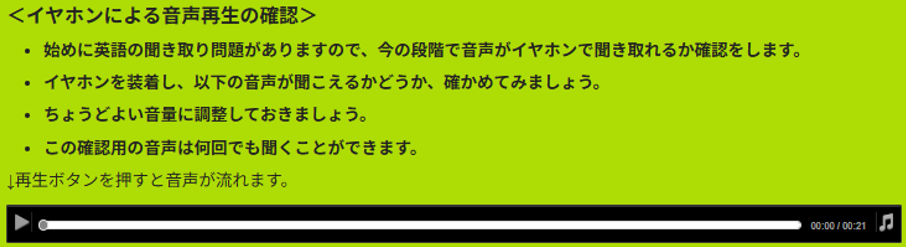 ＜イヤホンによる音声再生の確認＞
• 始めに英語の聞き取り問題がありますので、今の段階で音声がイヤホンで聞き取れるか確認をします。
• イヤホンを装着し、以下の音声が聞こえるかどうか、確かめてみましょう。
• ちょうどよい音量に調整しておきましょう。
• この確認用の音声は何回でも聞くことができます。
↓再生ボタンを押すと音声が流れます。
00:00 / 00:21